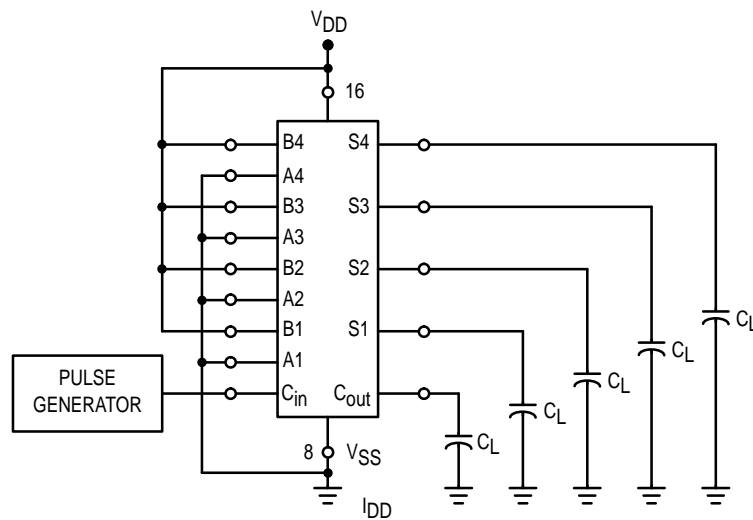 VDD
16
B4 S4
A4
B3 S3
A3
B2 S2
A2
B1 S1
A1
PULSE
GENERATOR
Cin Cout
8 VSS
IDD
CL
CL
CL
CL
CL